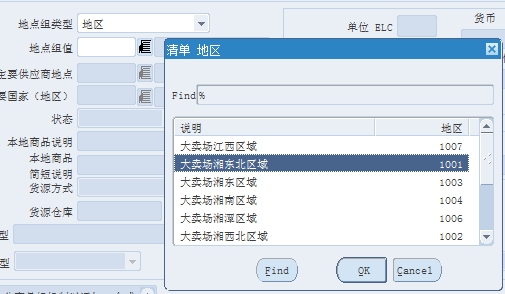 地点组类型 地区
货币
单位 ELC
地点组值
清单 地区
主要供应商地点
要国家（地区）
Find %
状态
说明 地区
本地商品说明
大卖场江西区域 1007
本地商品
大卖场湘东北区域 1001
简短说明
大卖场湘东区域 1003
货源方式
大卖场湘南区域 1004
货源仓库
大卖场湘潭区域 1006
型
大卖场湘西北区域 1002
型
Find OK Cancel